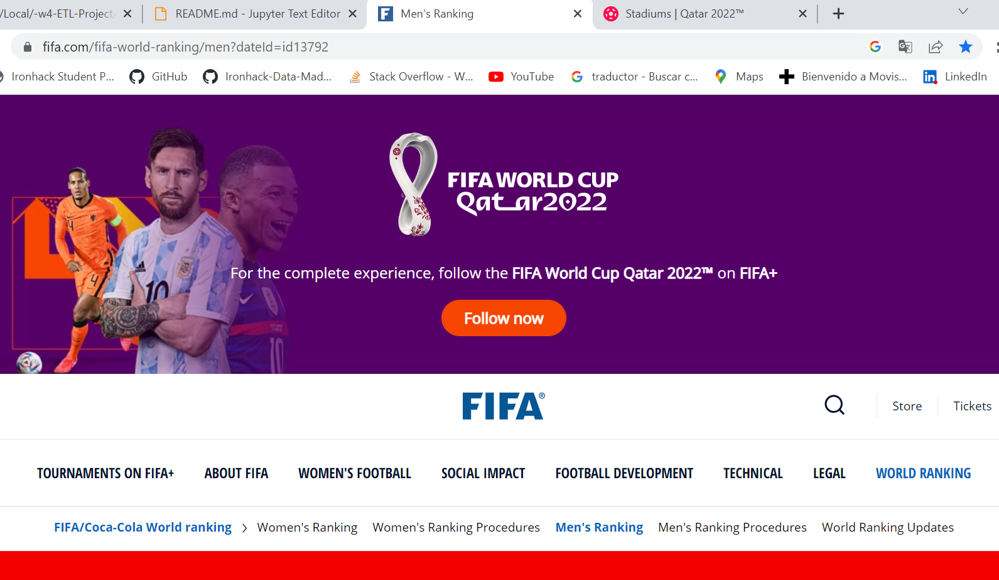 /Local/-w4-ETL-Project/ README.md - Jupyter Text Editor Men's Ranking Stadiums | Qatar 2022™
fifa.com/fifa-world-ranking/men?dateId=id13792
Ironhack Student P... GitHub Ironhack-Data-Mad... Stack Overflow - W... YouTube traductor - Buscar c... Maps Bienvenido a Movis... LinkedIn
FIFA WORLD CUP
Qatar2022
4
4
10
10
For the complete experience, follow the FIFA World Cup Qatar 2022™ on FIFA+
Follow now
FIFA®
Store
Tickets
TOURNAMENTS ON FIFA+ ABOUT FIFA WOMEN'S FOOTBALL SOCIAL IMPACT FOOTBALL DEVELOPMENT TECHNICAL LEGAL WORLD RANKING
FIFA/Coca-Cola World ranking > Women's Ranking Women's Ranking Procedures Men's Ranking Men's Ranking Procedures World Ranking Updates